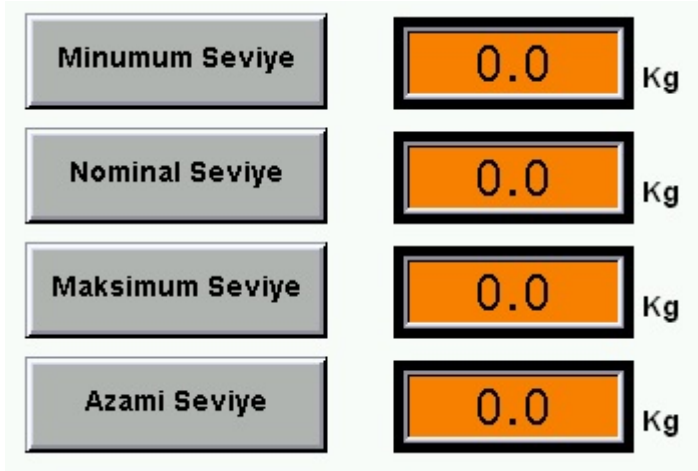 Minumum Seviye 0.0 Kg
Nominal Seviye 0.0 Kg
Maksimum Seviye 0.0 Kg
Azami Seviye 0.0 Kg